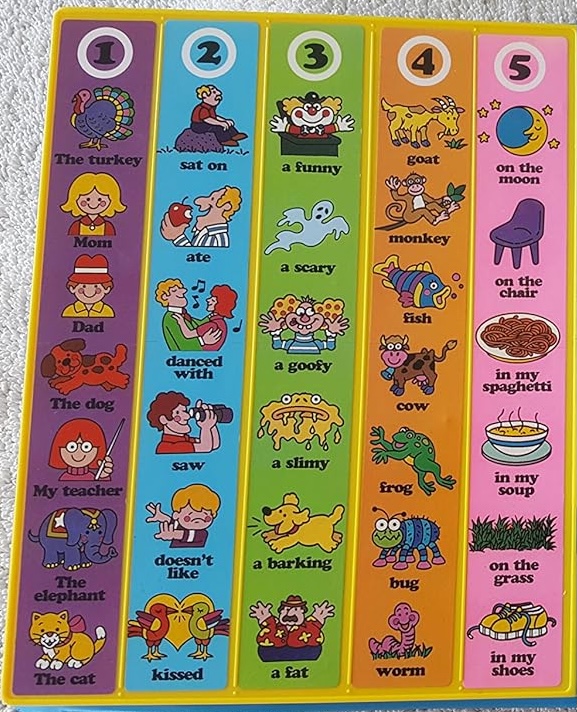 1
The turkey
Mom
Dad
The dog
My teacher
The
elephant
The cat
2
sat on
ate
danced
with
saw
doesn't
like
kissed
3
a funny
a scary
a goofy
a slimy
a barking
a fat
4
goat
monkey
fish
cow
frog
bug
worm
5
on the
moon
on the
chair
in my
spaghetti
in my
soup
on the
grass
in my
shoes